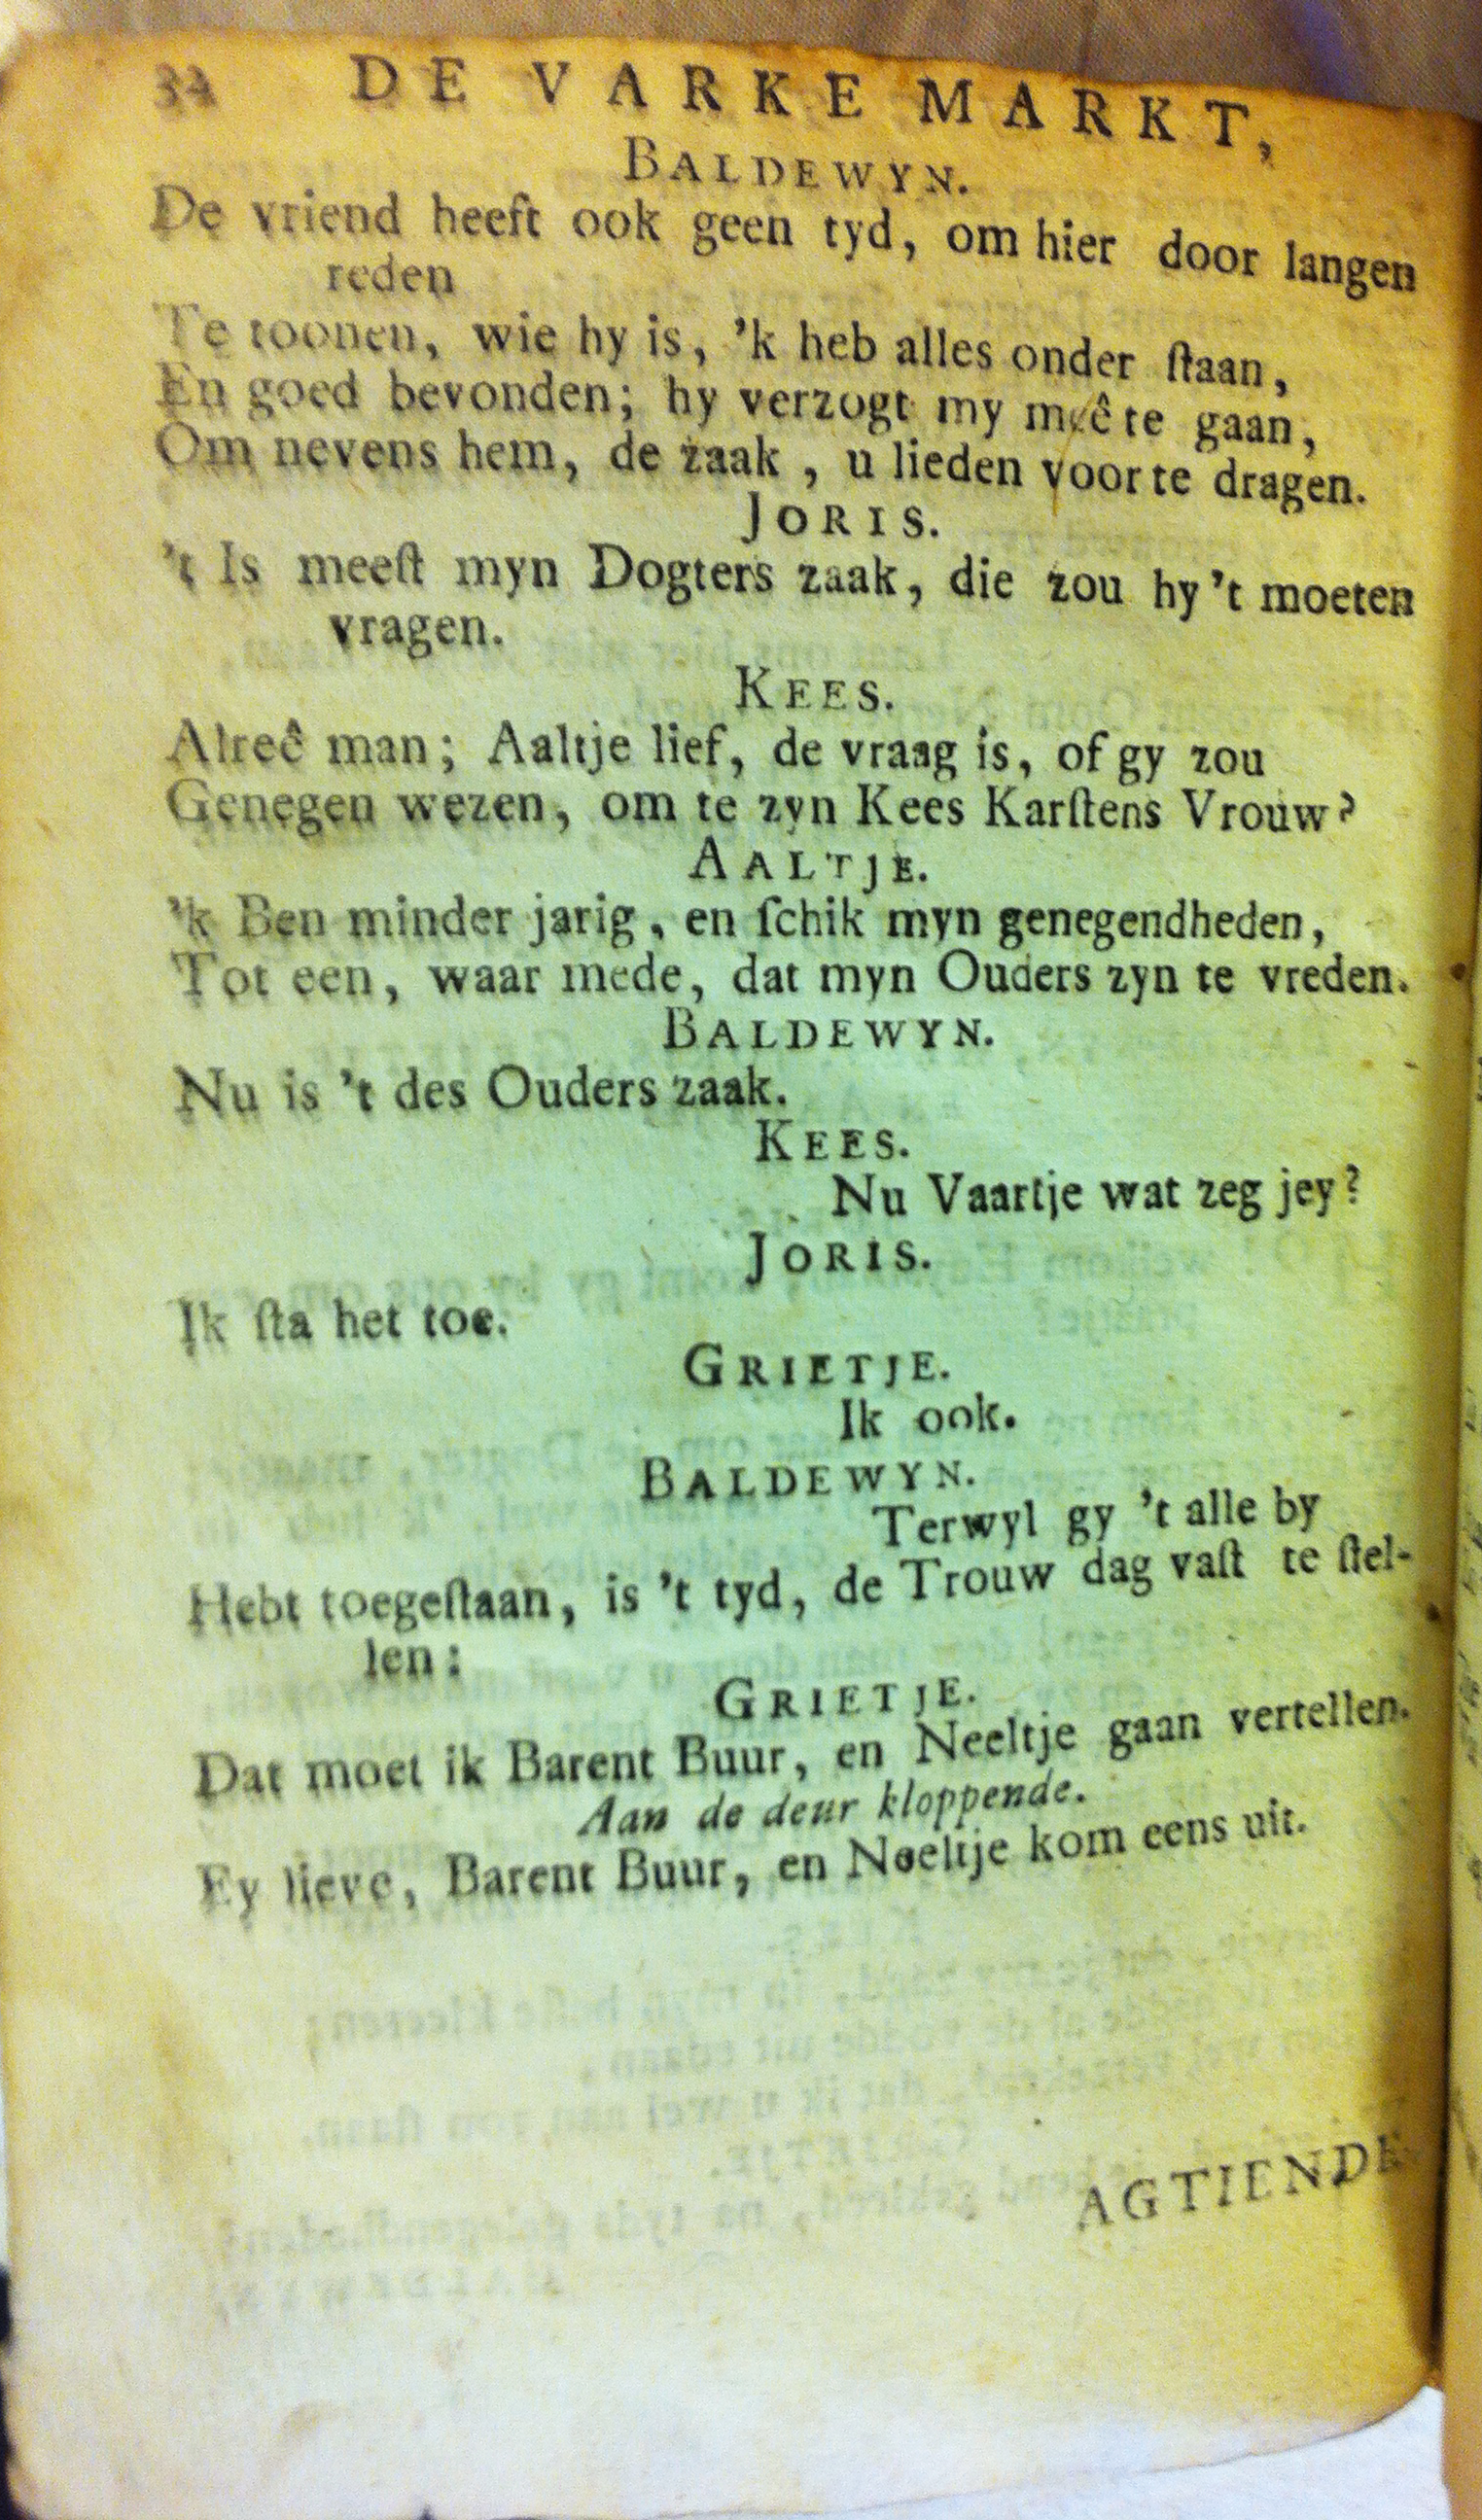 32 DE VARKE MARKT,
BALDEWYN.
De vriend heeft ook geen tyd, om hier door langen
reden
Te toonen, wie hy is, 'k heb alles onder ſtaan,
En goed bevonden; hy verzogt my meê te gaan,
Om nevens hem, de zaak, u lieden voor te dragen.
JORIS.
't Is meeſt myn Dogters zaak, die zou hy 't moeten
vragen.
KEES.
Alreê man; Aaltje lief, de vraag is, of gy zou
Genegen wezen, om te zyn Kees Karſtens Vrouw?
AALTJE.
'k Ben minder jarig, en ſchik myn genegendheden,
Tot een, waar mede, dat myn Ouders zyn te vreden.
BALDEWYN.
Nu is 't des Ouders zaak.
KEES.
Nu Vaartje wat zeg jey?
JORIS.
Ik ſta het toe.
GRIETJE.
Ik ook.
BALDEWYN.
Terwyl gy 't alle by
Hebt toegeſtaan, is 't tyd, de Trouw dag vaſt te ſtel-
len:
GRIETJE.
Dat moet ik Barent Buur, en Neeltje gaan vertellen.
Aan de deur kloppende.
Ey lieve, Barent Buur, en Neeltje kom eens uit.
AGTIENDE